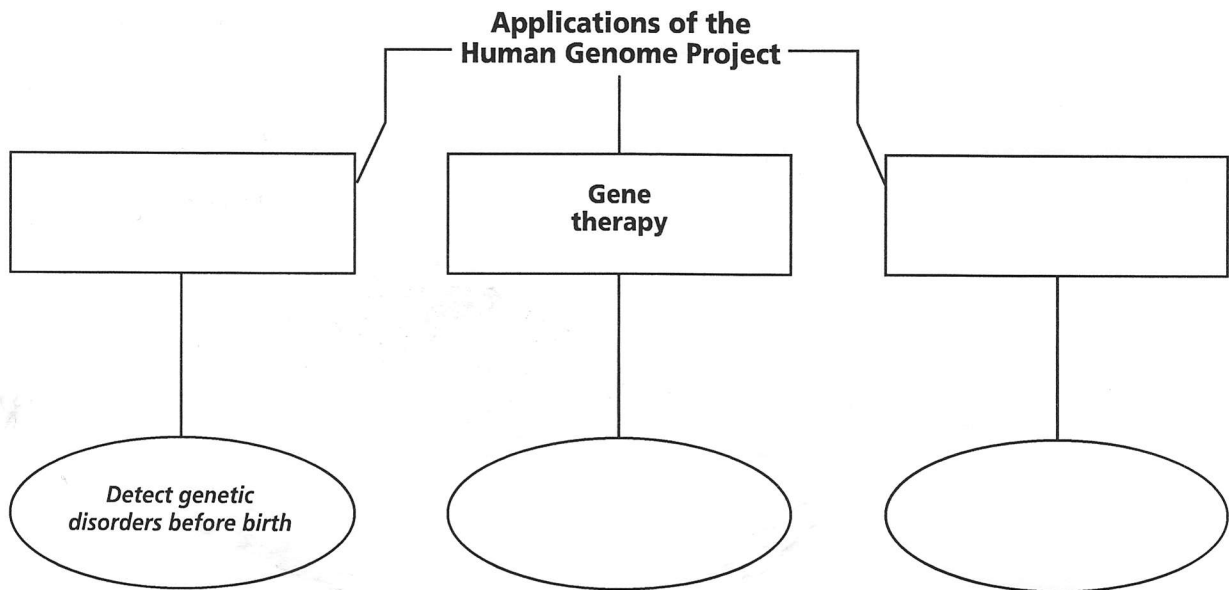 Applications of the
Human Genome Project
Gene
therapy
Detect genetic
disorders before birth